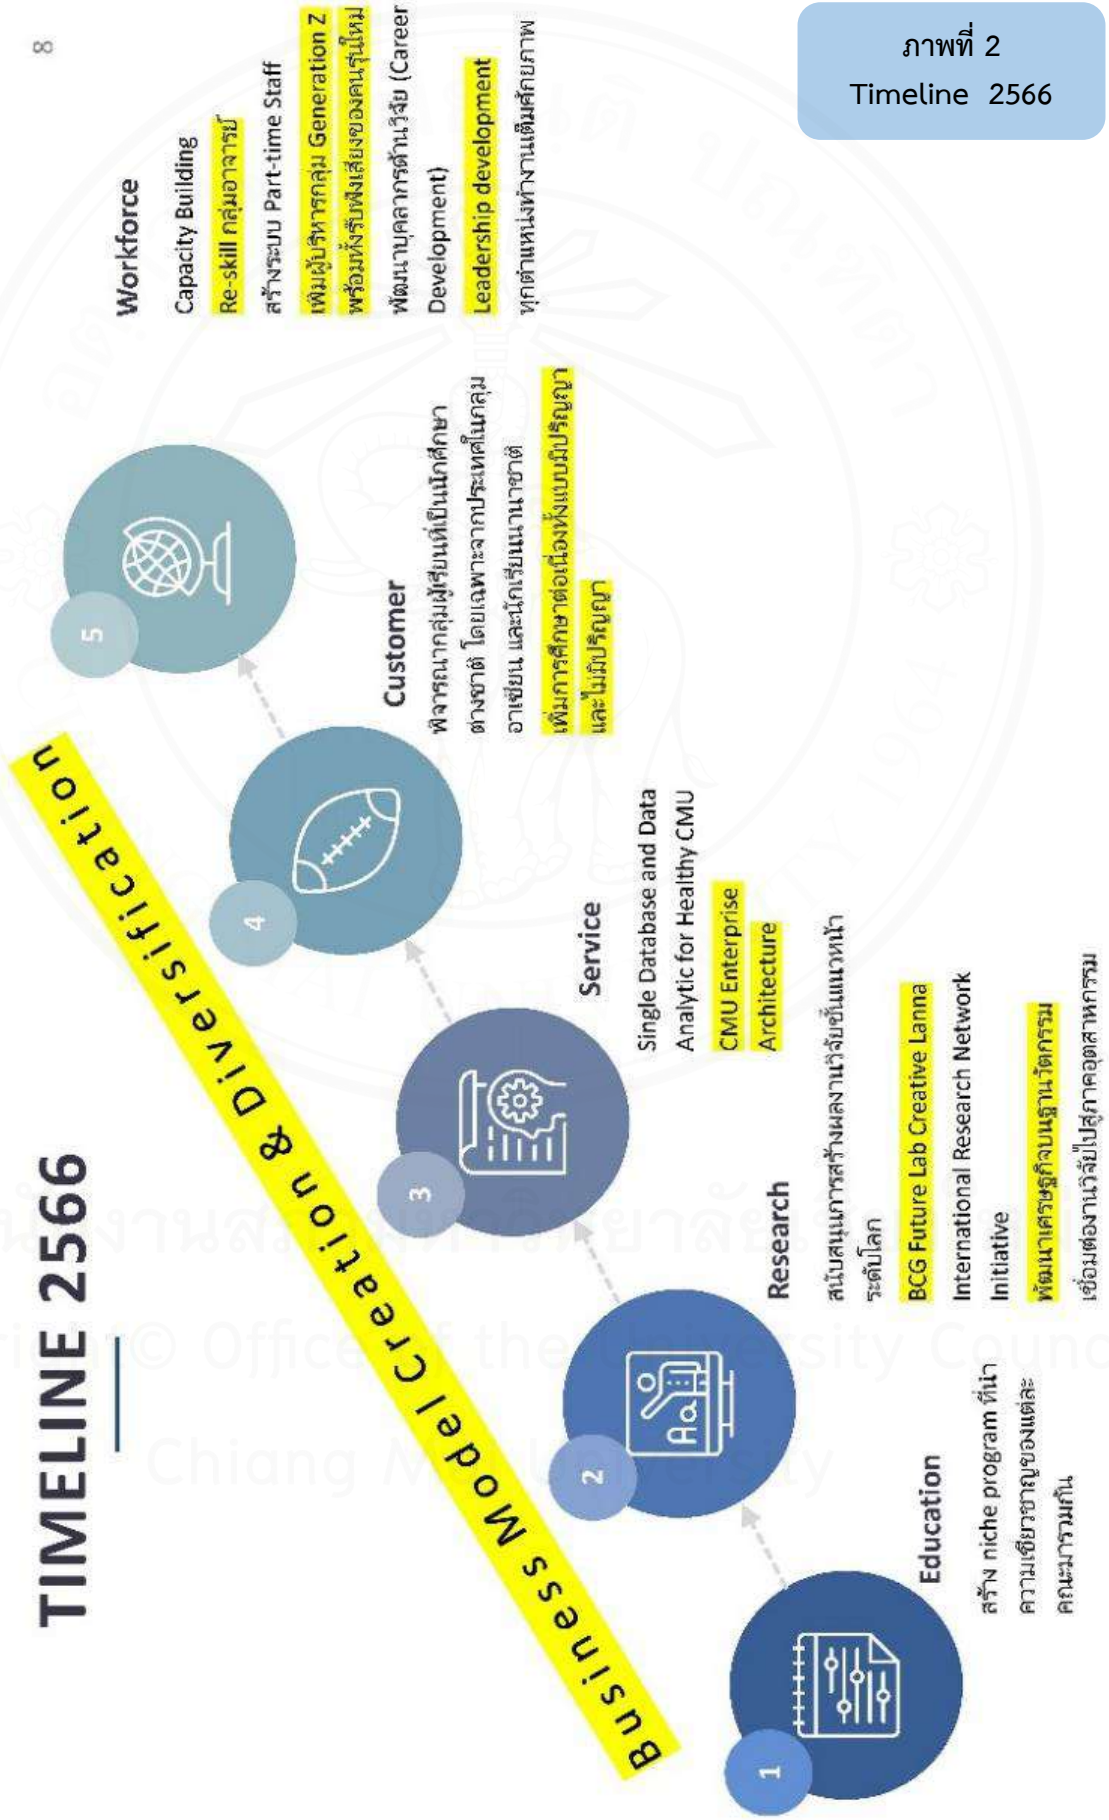 ภาพที่ 2
Timeline 2566
8
TIMELINE 2566
Business Model Creation & Diversification
1
Education
สร้าง niche program ที่นำ
ความเชี่ยวชาญของแต่ละ
คณะมารวมกัน
2
Research
สนับสนุนการสร้างผลงานวิจัยชั้นแนวหน้า
ระดับโลก
BCG Future Lab Creative Lanna
International Research Network
Initiative
พัฒนาเศรษฐกิจบนฐานนวัตกรรม
เชื่อมต่องานวิจัยไปสู่ภาคอุตสาหกรรม
3
Service
Single Database and Data
Analytic for Healthy CMU
CMU Enterprise
Architecture
4
Customer
พิจารณากลุ่มผู้เรียนที่เป็นนักศึกษา
ต่างชาติ โดยเฉพาะจากประเทศในกลุ่ม
อาเซียน และนักเรียนนานาชาติ
เพิ่มการศึกษาต่อเนื่องทั้งแบบมีปริญญา
และไม่มีปริญญา
5
Workforce
Capacity Building
Re-skill กลุ่มอาจารย์
สร้างระบบ Part-time Staff
เพิ่มผู้บริหารกลุ่ม Generation Z
พร้อมทั้งรับฟังเสียงของคนรุ่นใหม่
พัฒนาบุคลากรด้านวิจัย (Career
Development)
Leadership development
ทุกตำแหน่งทำงานเต็มศักยภาพ
Aa
Office of the University Counc
Chiang Mai University